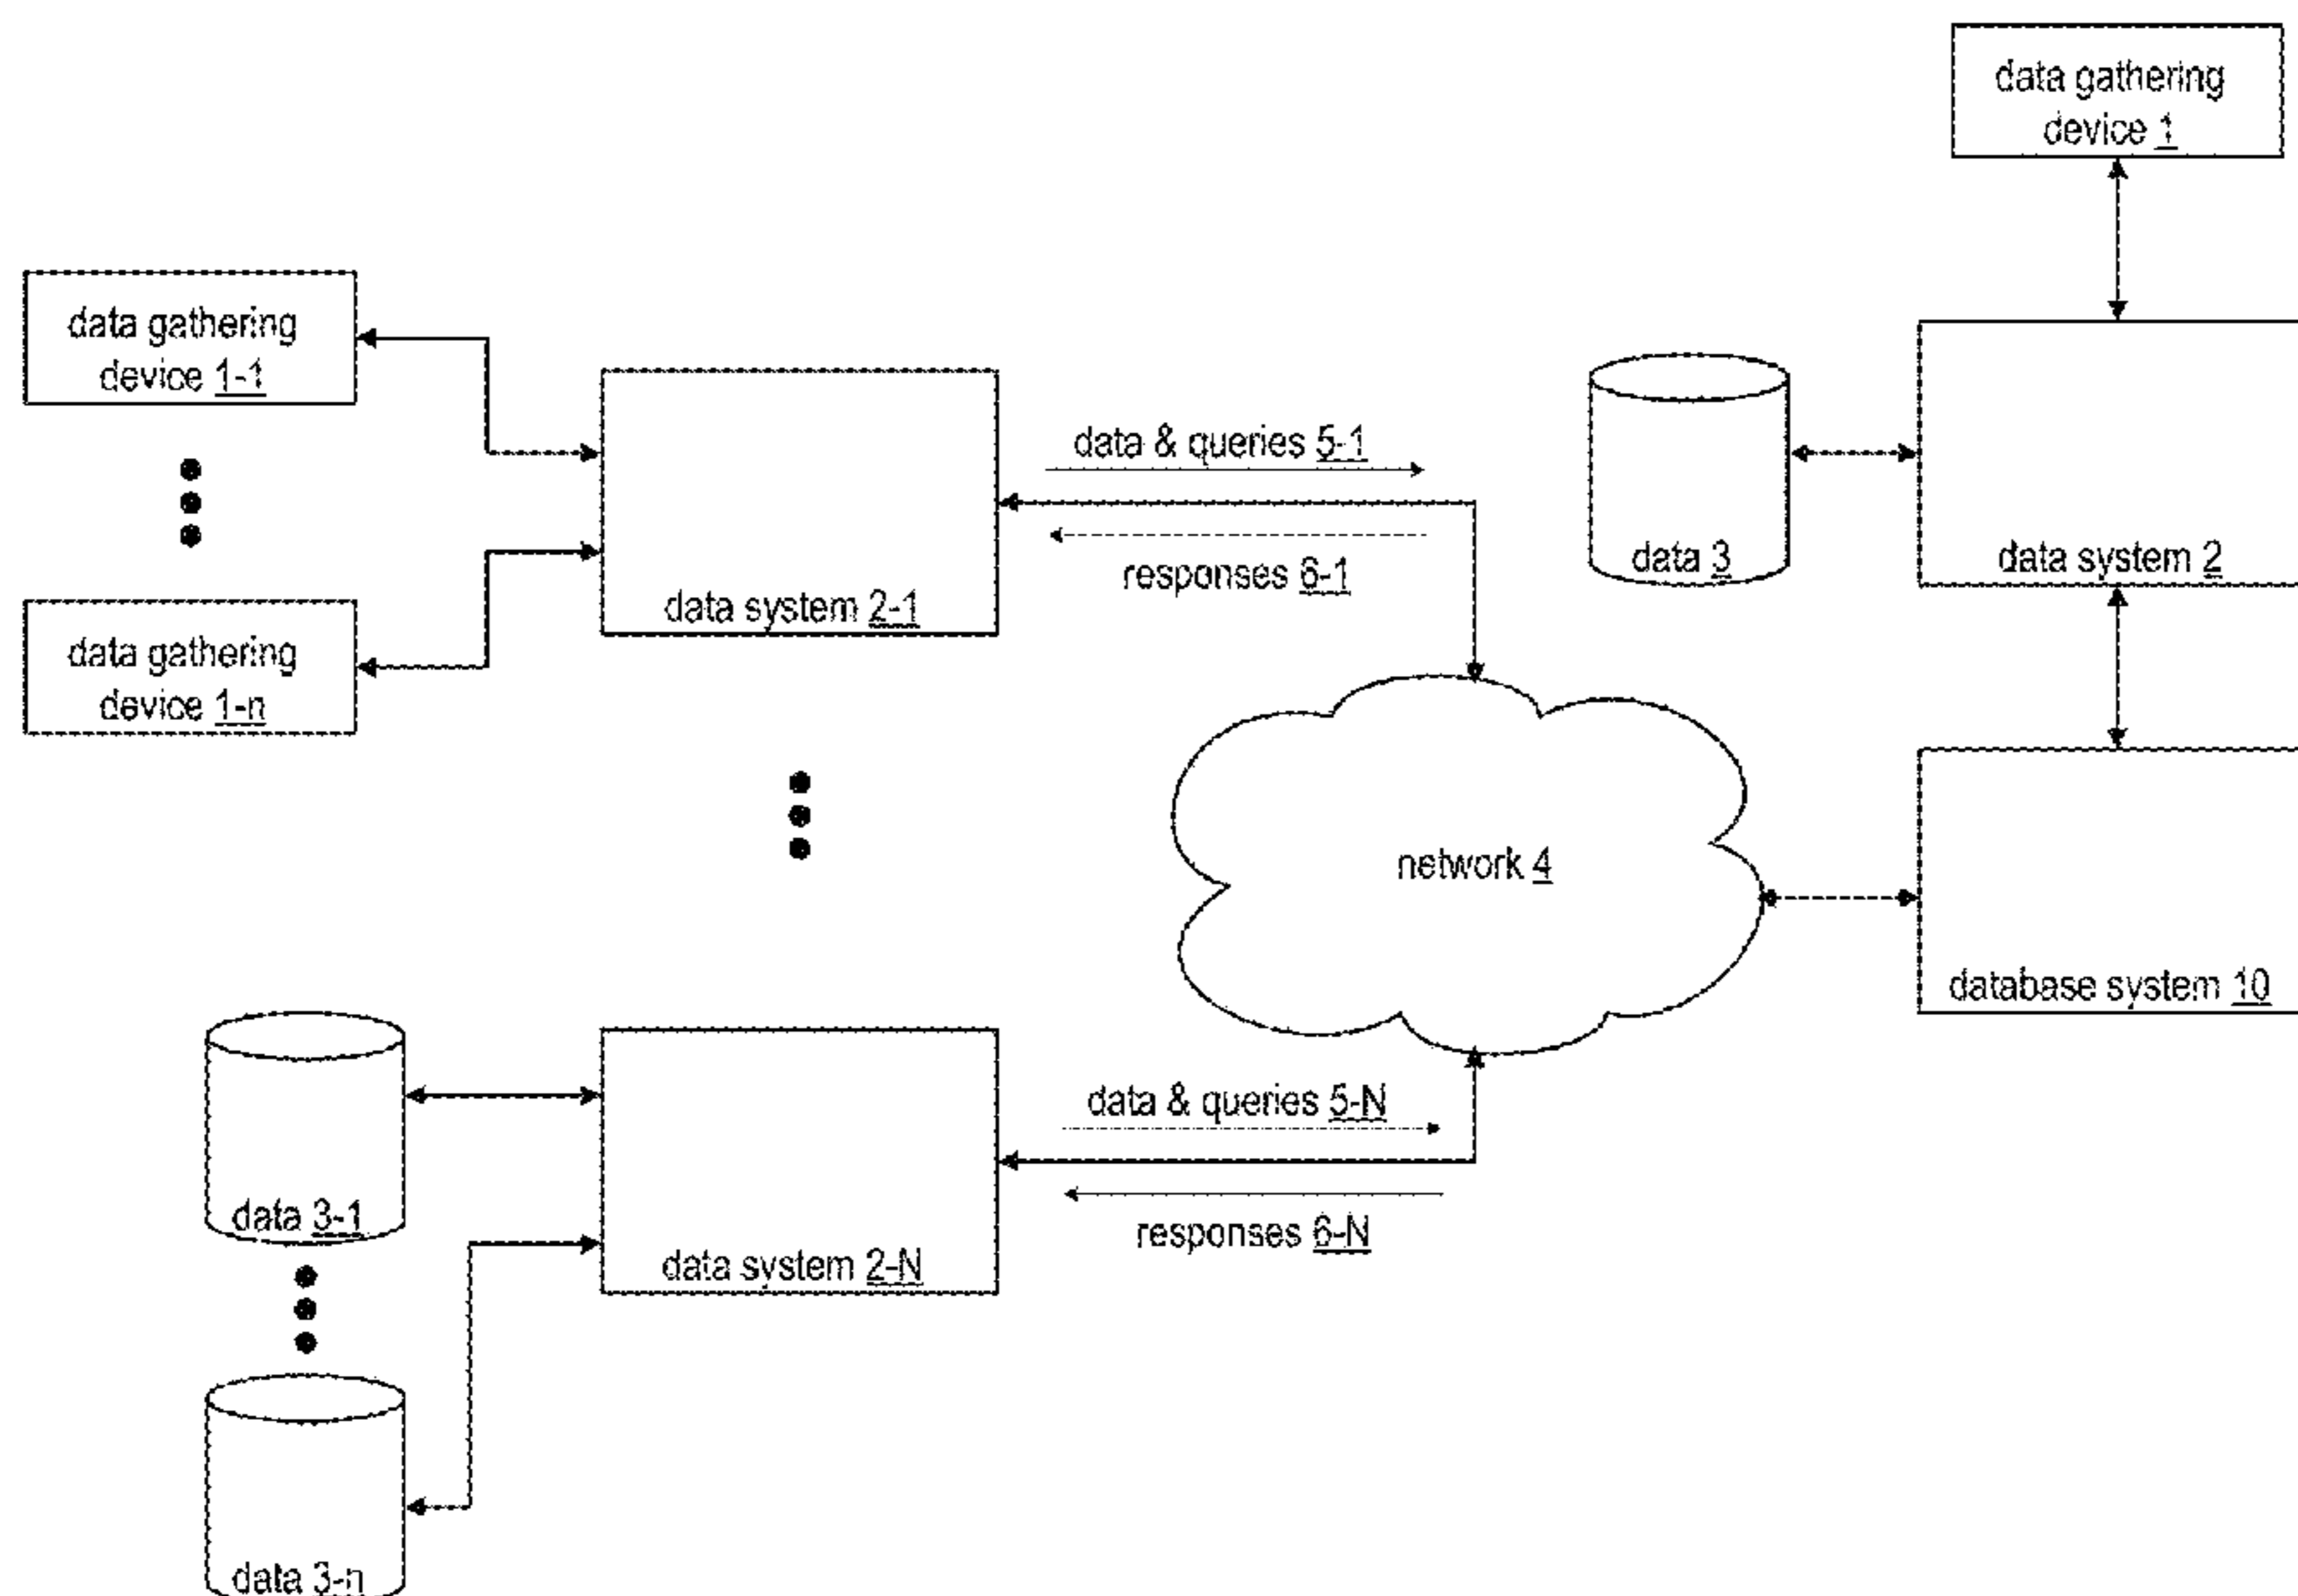 data gathering
device 1
data gathering
device 1-1
data & queries 5-1
responses 6-1
data system 2-1
data 3
data system 2
data gathering
device 1-n
network 4
database system 10
data & queries 5-N
responses 6-N
data 3-1
data system 2-N
data 3-n